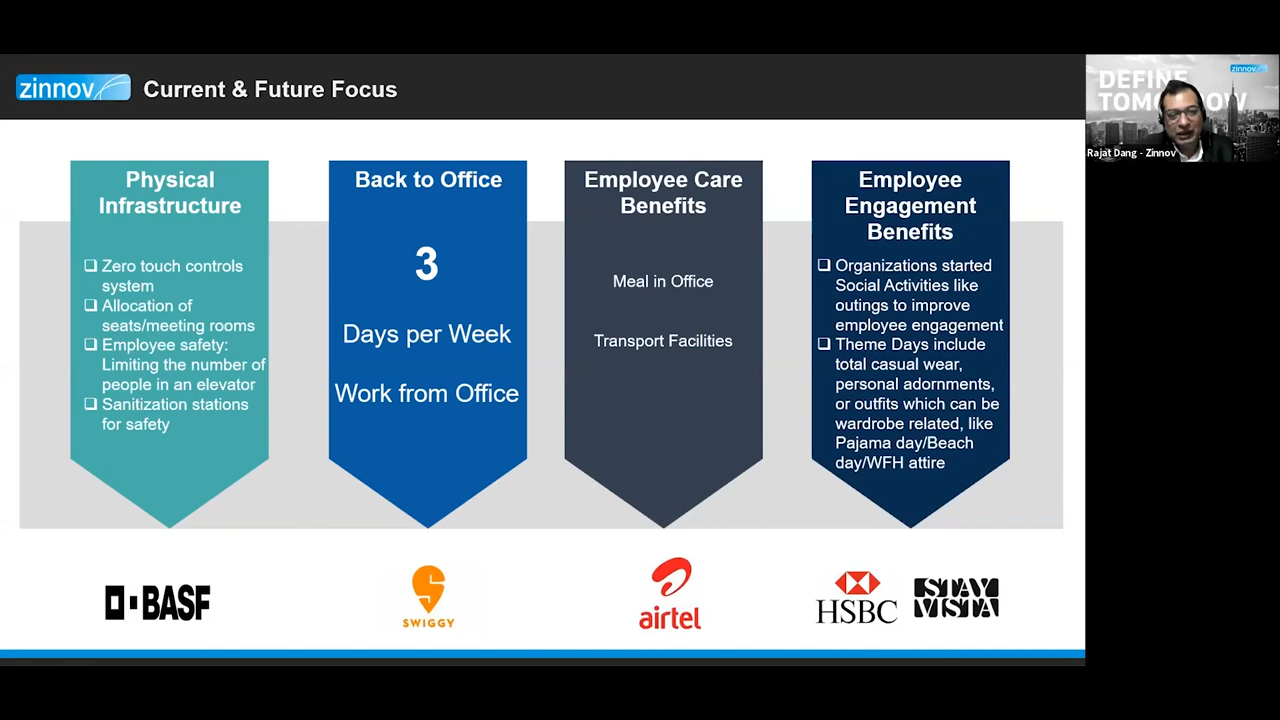 zinnov
Current & Future Focus
Physical
Infrastructure
❑ Zero touch controls
system
❑ Allocation of
seats/meeting rooms
❑ Employee safety:
Limiting the number of
people in an elevator
❑ Sanitization stations
for safety
Back to Office
3
Days per Week
Work from Office
Employee Care
Benefits
Meal in Office
Transport Facilities
Employee
Engagement
Benefits
❑ Organizations started
Social Activities like
outings to improve
employee engagement
❑ Theme Days include
total casual wear,
personal adornments,
or outfits which can be
wardrobe related, like
Pajama day/Beach
day/WFH attire
BASF
SWIGGY
airtel
HSBC
STAY
VISTA
zinnov
DEFINE
TOMORROW
Rajat Dang - Zinnov